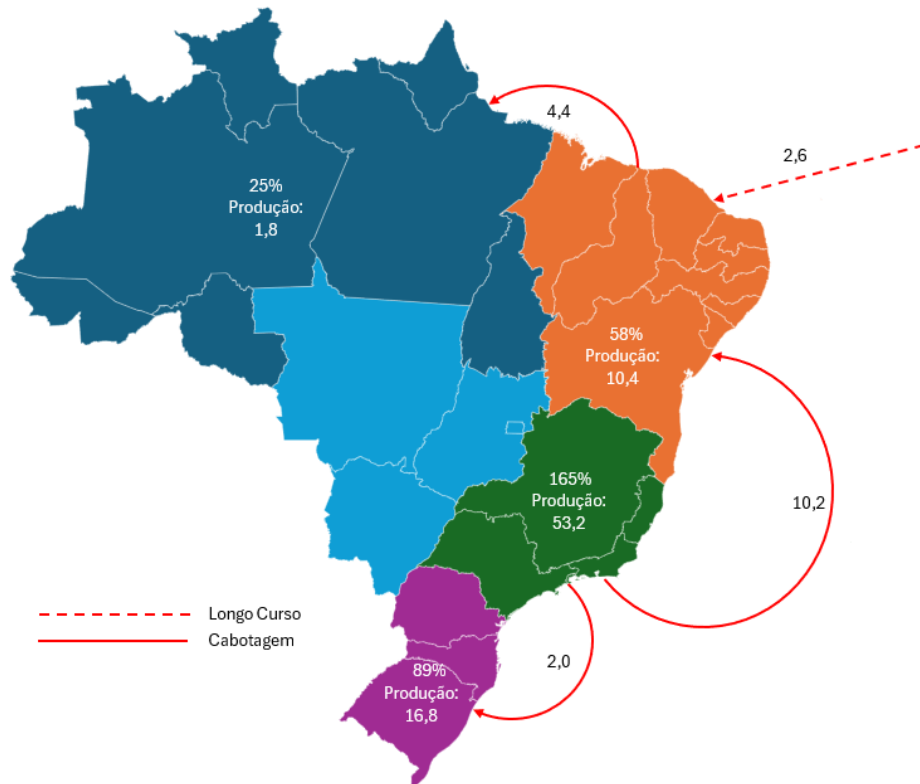 4,4
2,6
25%
Produção:
1,8
58%
Produção:
10,4
165%
Produção:
53,2
10,2
Longo Curso
Cabotagem
2,0
89%
Produção:
16,8